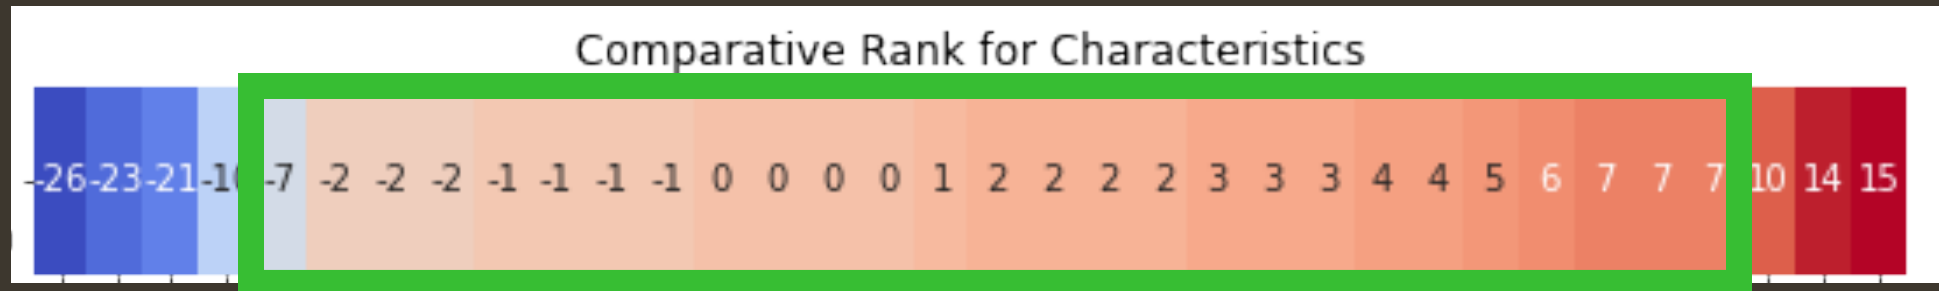 Comparative Rank for Characteristics
-26 -23 -21 -10 -7 -2 -2 -2 -1 -1 -1 -1 0 0 0 0 1 2 2 2 2 3 3 3 4 4 5 6 7 7 7 10 14 15